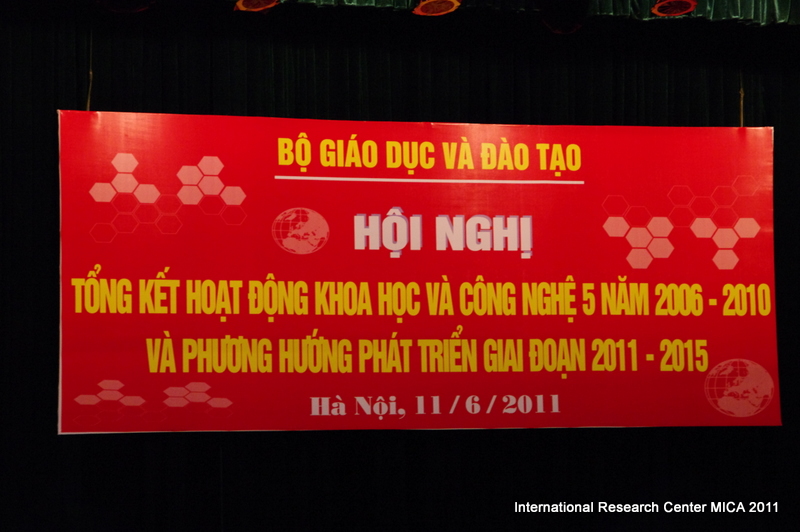 BỘ GIÁO DỤC VÀ ĐÀO TẠO
HỘI NGHỊ
TỔNG KẾT HOẠT ĐỘNG KHOA HỌC VÀ CÔNG NGHỆ 5 NĂM 2006 - 2010
VÀ PHƯƠNG HƯỚNG PHÁT TRIỂN GIAI ĐOẠN 2011 - 2015
Hà Nội, 11 / 6 / 2011
International Research Center MICA 2011